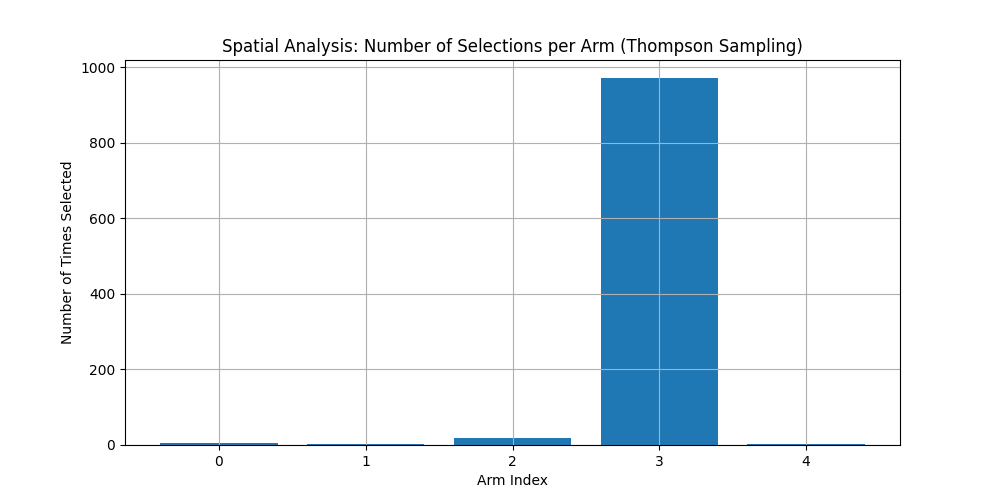 Spatial Analysis: Number of Selections per Arm (Thompson Sampling)
1000
800
600
400
200
0
Number of Times Selected
0 1 2 3 4
Arm Index